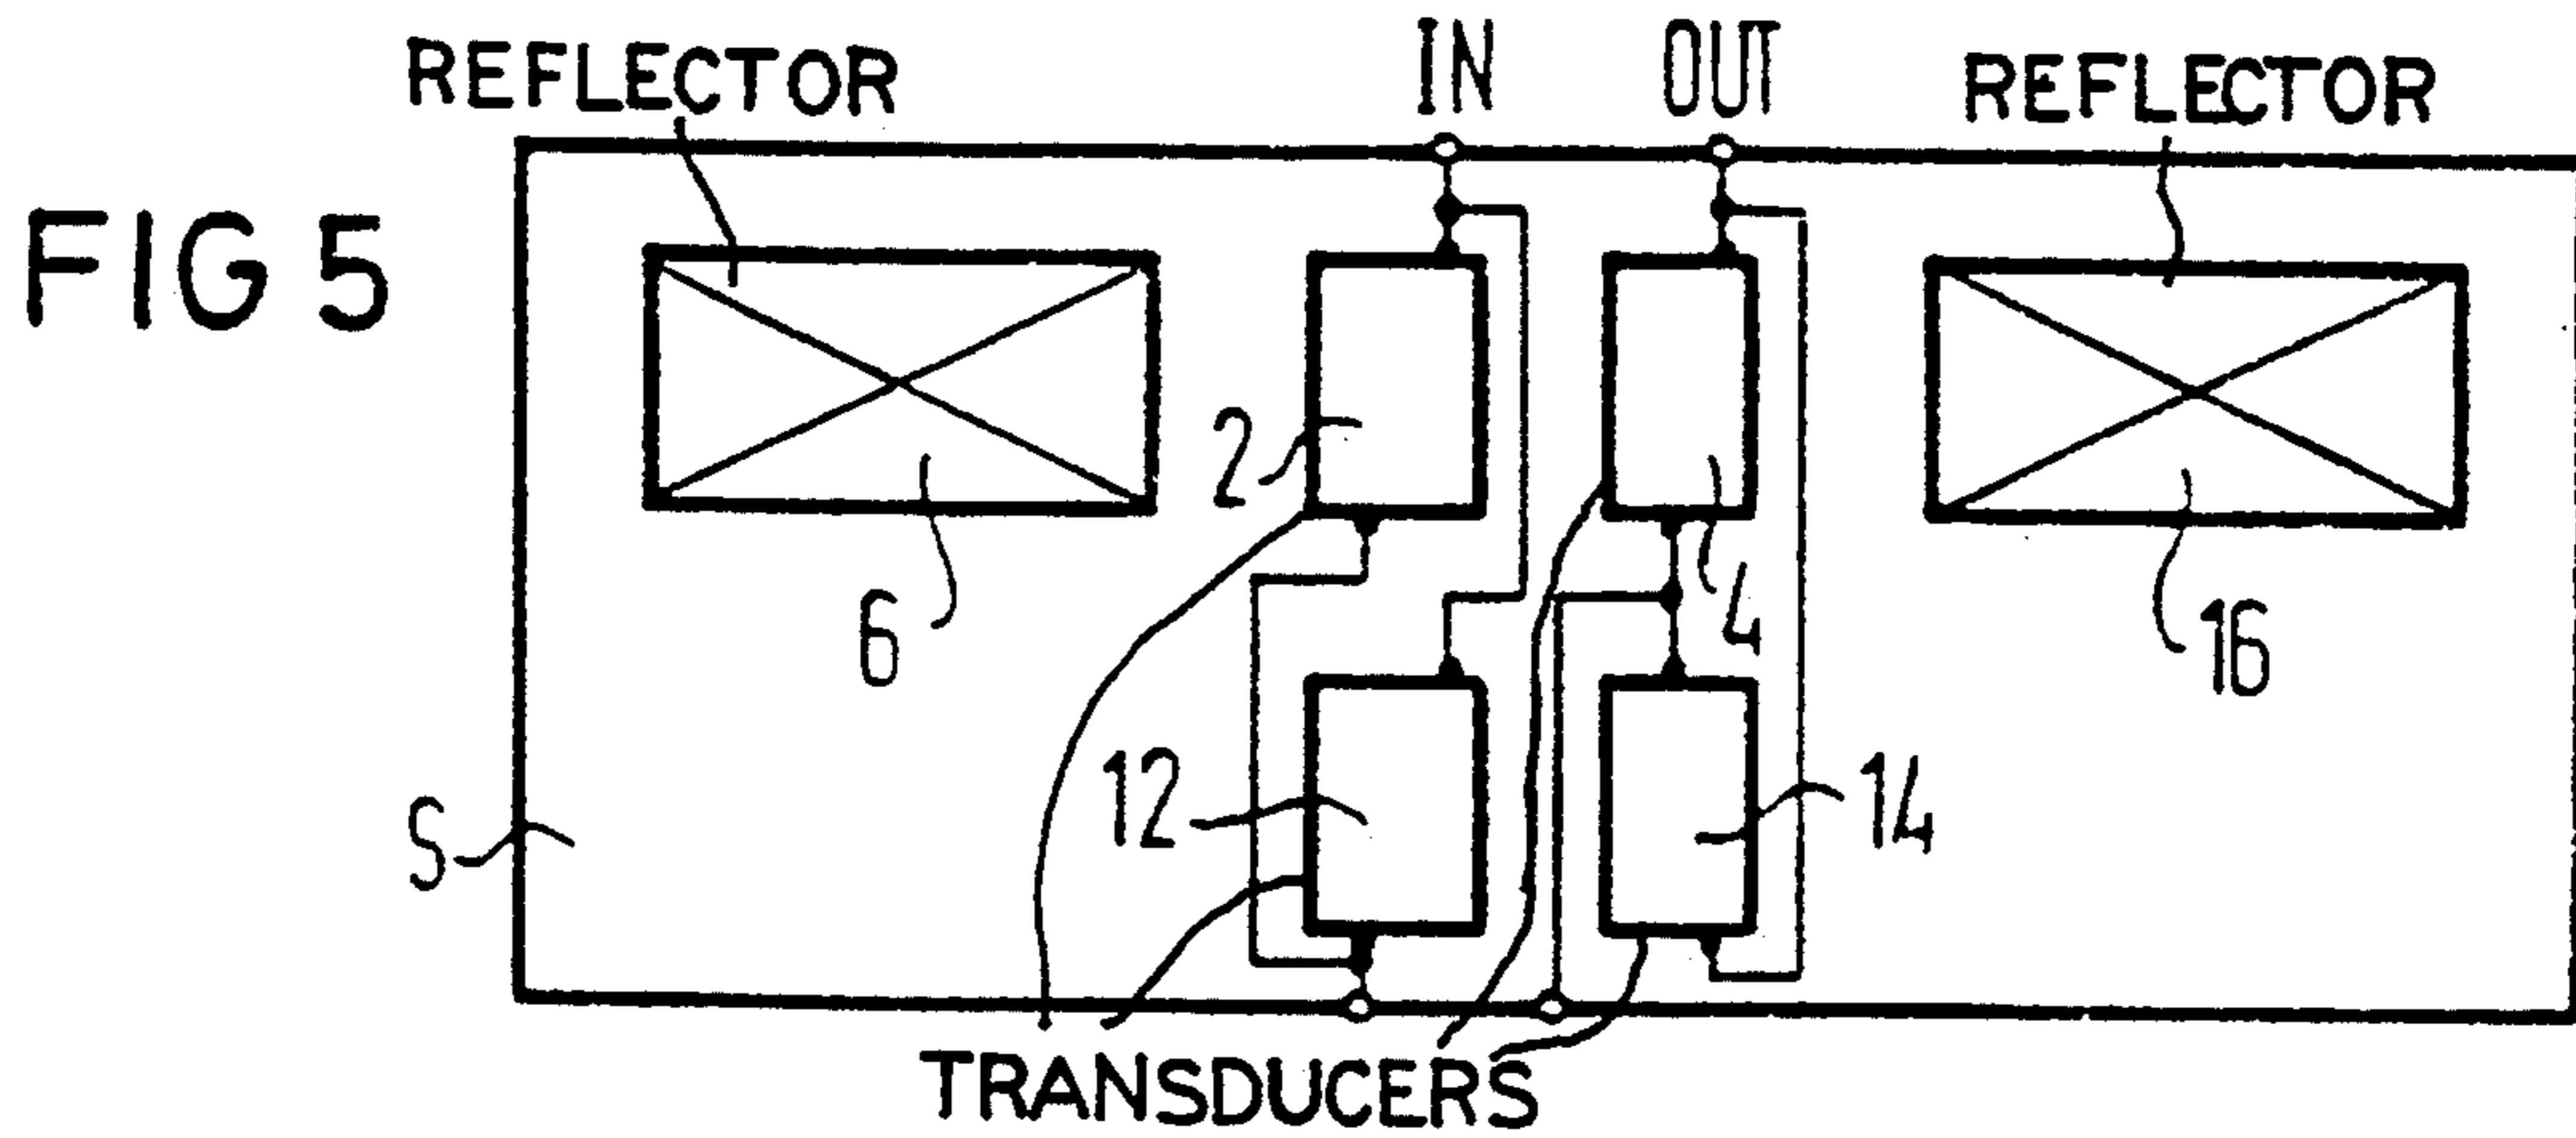 REFLECTOR IN OUT REFLECTOR
FIG 5
2
4
6
16
12
14
S
TRANSDUCERS